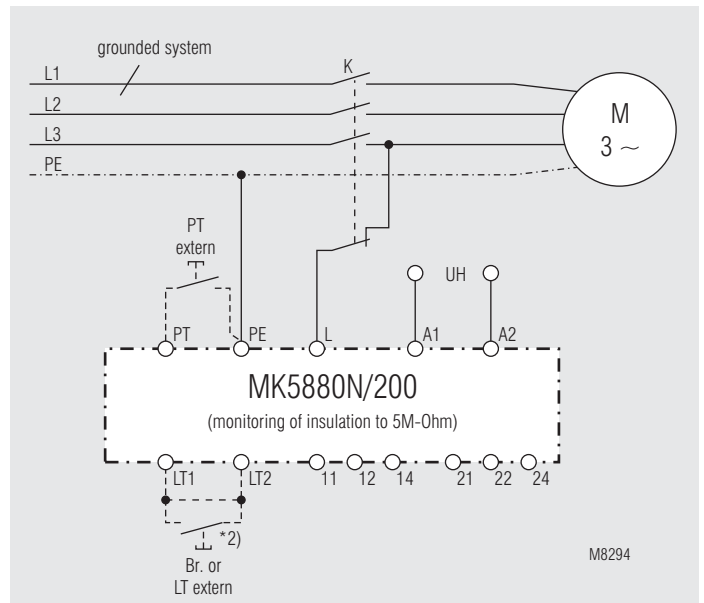 grounded system
L1
K
L2
L3
PE
M
3 ~
PT
extern
UH
PT
PE
L
A1
A2
MK5880N/200
(monitoring of insulation to 5M-Ohm)
LT1
LT2
11
12
14
21
22
24
*2)
Br. or
LT extern
M8294